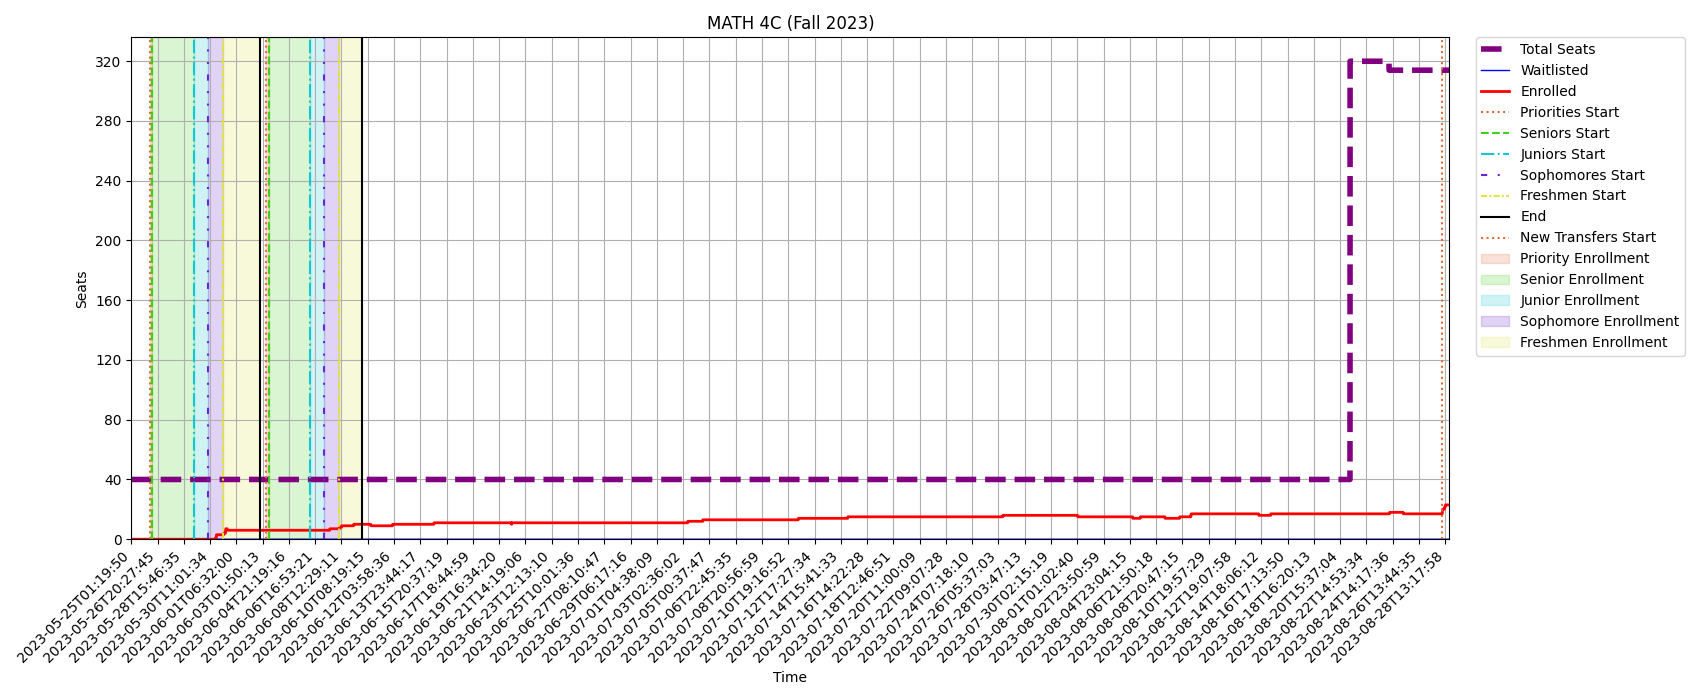 MATH 4C (Fall 2023)
320
280
240
200
160
120
80
40
0
Seats
2023-05-25T01:19:50
2023-05-26T20:27:45
2023-05-28T15:46:35
2023-05-30T11:01:34
2023-06-01T06:32:00
2023-06-03T01:50:13
2023-06-04T21:19:16
2023-06-06T16:53:21
2023-06-08T12:29:11
2023-06-10T08:19:15
2023-06-12T03:58:36
2023-06-13T23:44:17
2023-06-15T20:37:19
2023-06-17T18:44:59
2023-06-19T16:34:20
2023-06-21T14:19:06
2023-06-23T12:13:10
2023-06-25T10:01:36
2023-06-27T08:10:47
2023-06-29T06:17:16
2023-07-01T04:38:09
2023-07-03T02:36:02
2023-07-05T00:37:47
2023-07-06T22:45:35
2023-07-08T20:56:59
2023-07-10T19:16:52
2023-07-12T17:27:34
2023-07-14T15:41:33
2023-07-16T14:22:28
2023-07-18T12:46:51
2023-07-20T11:00:09
2023-07-22T09:07:28
2023-07-24T07:18:10
2023-07-26T05:37:03
2023-07-28T03:47:13
2023-07-30T02:15:19
2023-08-01T01:02:40
2023-08-02T23:50:59
2023-08-04T23:04:15
2023-08-06T21:50:18
2023-08-08T20:47:15
2023-08-10T19:57:29
2023-08-12T19:07:58
2023-08-14T18:06:12
2023-08-16T17:13:50
2023-08-18T16:20:13
2023-08-20T15:37:04
2023-08-22T14:53:34
2023-08-24T14:17:36
2023-08-26T13:44:35
2023-08-28T13:17:58
Time
Total Seats
Waitlisted
Enrolled
Priorities Start
Seniors Start
Juniors Start
Sophomores Start
Freshmen Start
End
New Transfers Start
Priority Enrollment
Senior Enrollment
Junior Enrollment
Sophomore Enrollment
Freshmen Enrollment